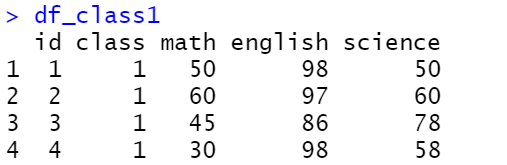 > df_class1
id class math english science
1 1 1 50 98 50
2 2 1 60 97 60
3 3 1 45 86 78
4 4 1 30 98 58